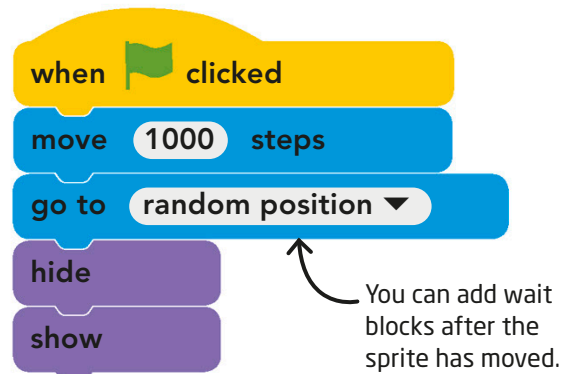 when clicked
move 1000 steps
go to random position
hide
show
You can add wait
blocks after the
sprite has moved.